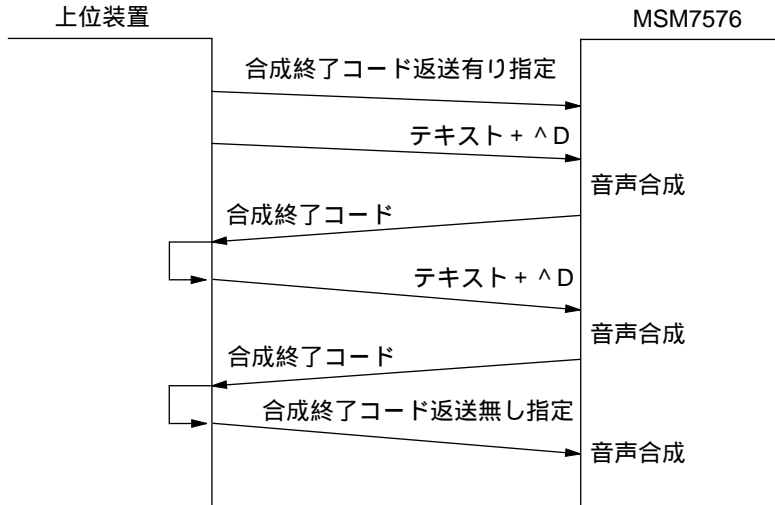 上位装置
MSM7576
合成終了コード返送有り指定
テキスト + ^D
音声合成
合成終了コード
テキスト + ^D
音声合成
合成終了コード
合成終了コード返送無し指定
音声合成